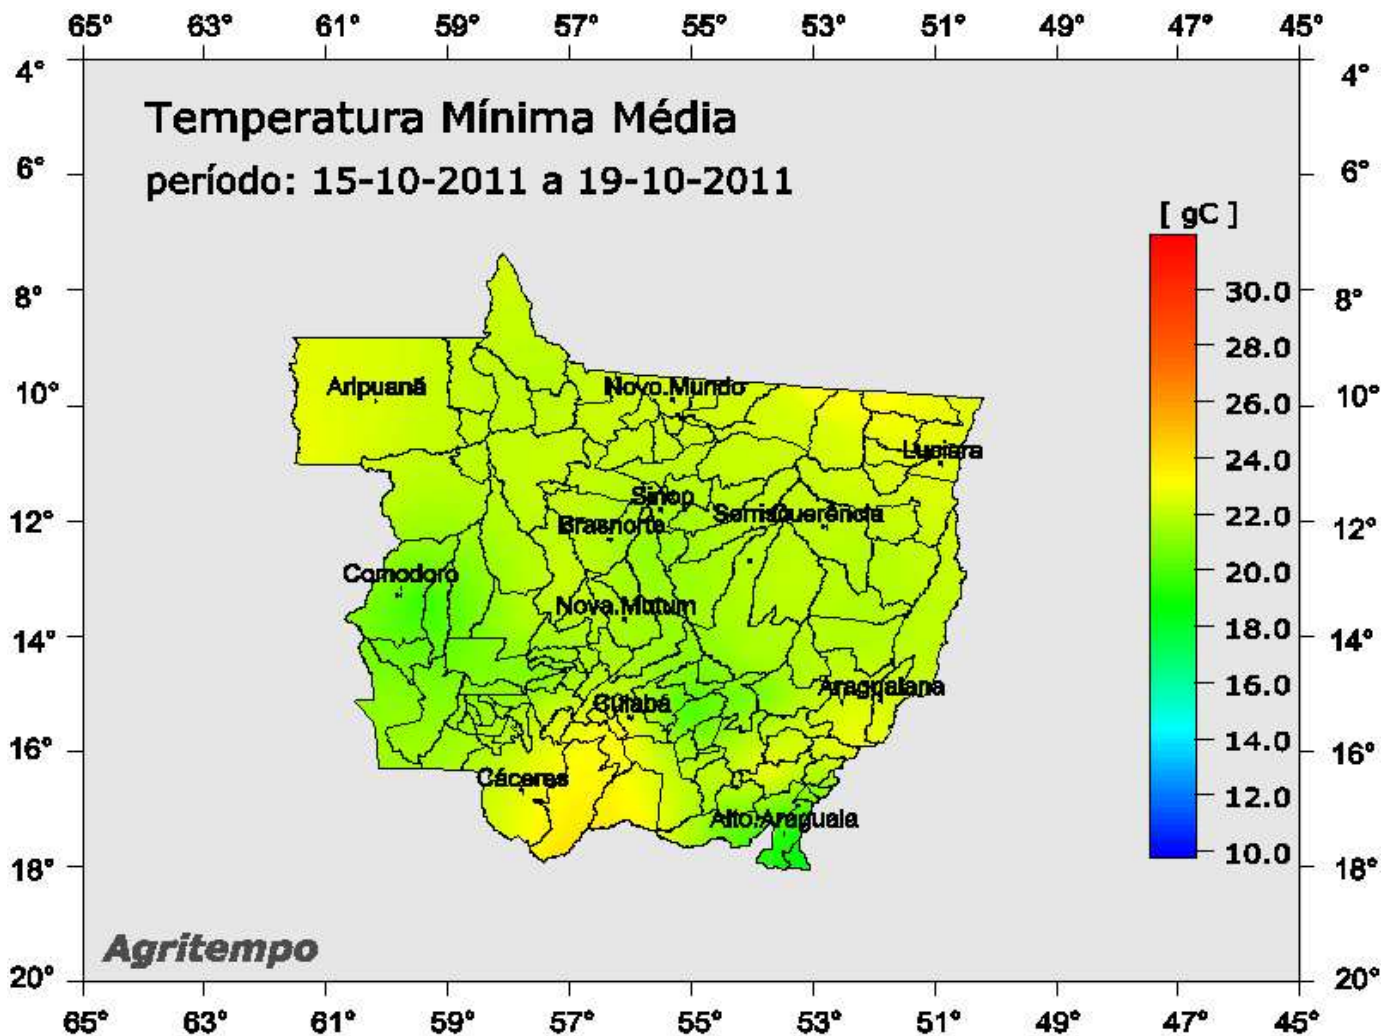 65° 63° 61° 59° 57° 55° 53° 51° 49° 47° 45°
4° 4°
Temperatura Mínima Média
6° 6°
período: 15-10-2011 a 19-10-2011
[ gC ]
8° 30.0 8°
28.0
Aripuanã Novo.Mundo
10° 26.0 10°
Luciara 24.0
Sinop
12° Brasnorte Sorriso Querência 22.0 12°
Comodoro 20.0
Nova.Mutum
14° 18.0 14°
Araguaiana 16.0
Cuiabá
16° 14.0 16°
Cáceres 12.0
Alto.Araguaia
18° 10.0 18°
Agritempo
20° 20°
65° 63° 61° 59° 57° 55° 53° 51° 49° 47° 45°